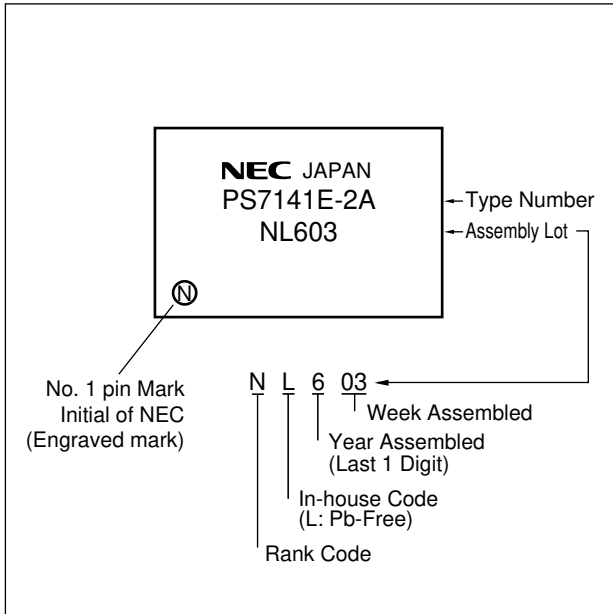 NEC JAPAN
PS7141E-2A
NL603
N
Type Number
Assembly Lot
No. 1 pin Mark
Initial of NEC
(Engraved mark)
N L 6 03
Week Assembled
Year Assembled
(Last 1 Digit)
In-house Code
(L: Pb-Free)
Rank Code